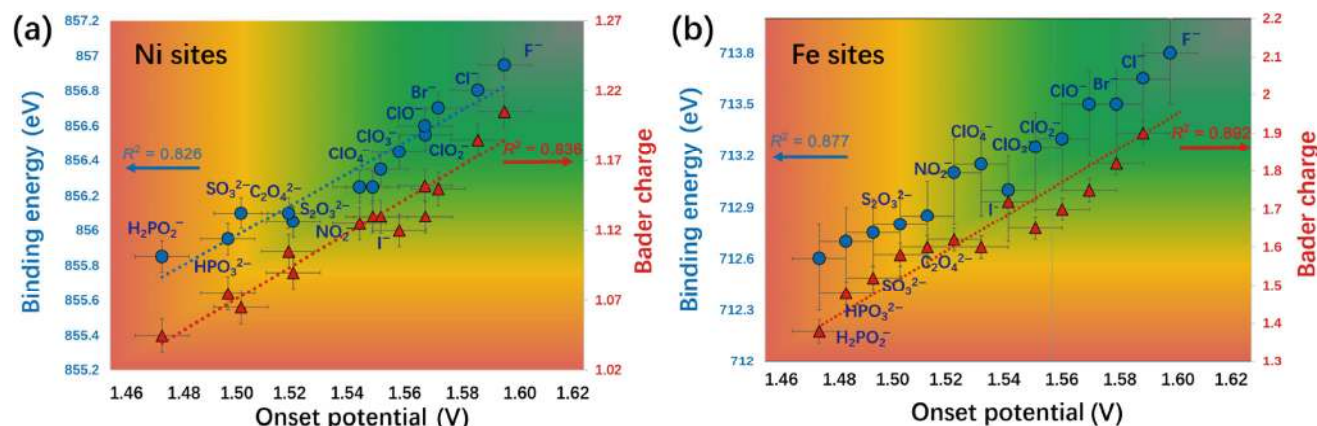 (a)
Ni sites
Binding energy (eV)
857.2
857
856.8
856.6
856.4
856.2
856
855.8
855.6
855.4
855.2
R² = 0.826
H₂PO₂⁻
HPO₃²⁻
SO₃²⁻
C₂O₄²⁻
S₂O₃²⁻
NO₂⁻
I⁻
ClO₄⁻
ClO₃⁻
ClO⁻
ClO₂⁻
Br⁻
Cl⁻
F⁻
R² = 0.836
1.27
1.22
1.17
1.12
1.07
1.02
Bader charge
1.46
1.48
1.50
1.52
1.54
1.56
1.58
1.60
1.62
Onset potential (V)
(b)
Fe sites
Binding energy (eV)
713.8
713.5
713.2
712.9
712.6
712.3
712
R² = 0.877
H₂PO₂⁻
HPO₃²⁻
SO₃²⁻
S₂O₃²⁻
C₂O₄²⁻
NO₂⁻
ClO₄⁻
I⁻
ClO₃⁻
ClO₂⁻
ClO⁻
Br⁻
Cl⁻
F⁻
R² = 0.892
2.2
2.1
2
1.9
1.8
1.7
1.6
1.5
1.4
1.3
Bader charge
1.46
1.48
1.50
1.52
1.54
1.56
1.58
1.60
1.62
Onset potential (V)